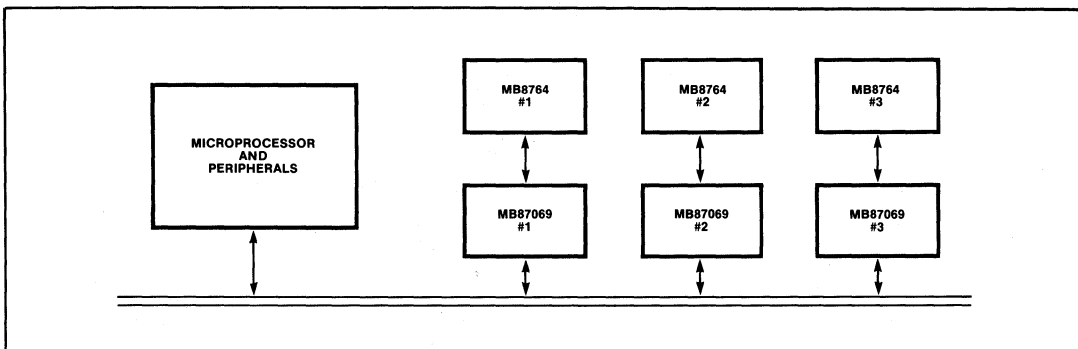 MICROPROCESSOR
AND
PERIPHERALS
MB8764
#1
MB8764
#2
MB8764
#3
MB87069
#1
MB87069
#2
MB87069
#3